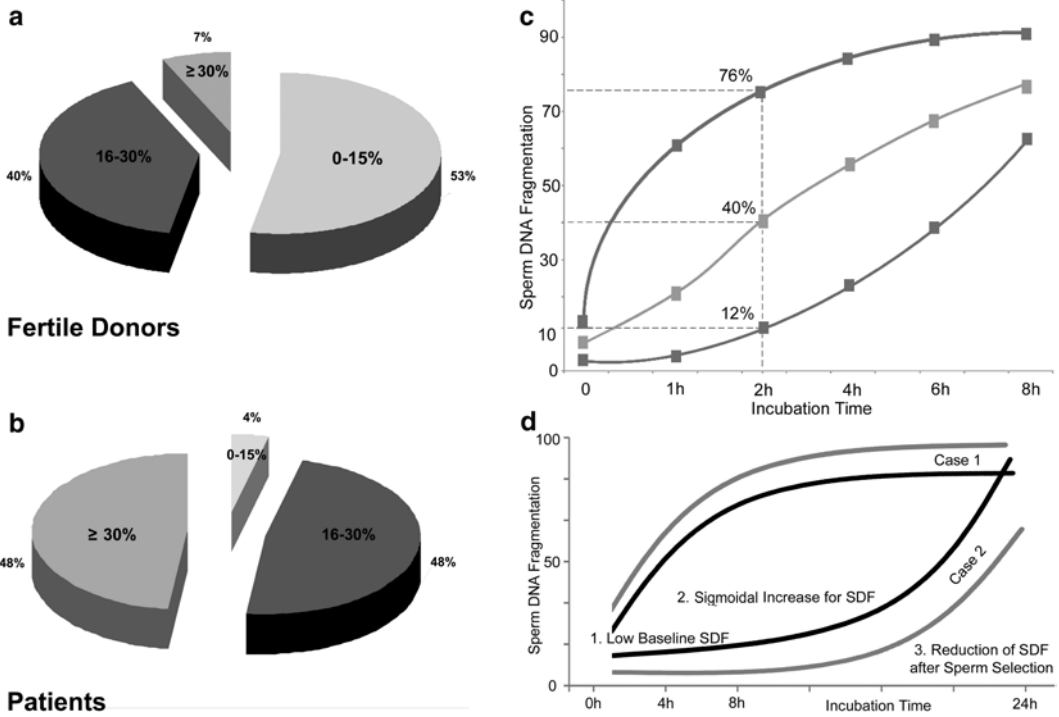 a
7%
≥ 30%
16-30%
0-15%
40%
53%
Fertile Donors
b
4%
0-15%
≥ 30%
16-30%
48%
48%
Patients
c
90
70
50
30
10
0
Sperm DNA Fragmentation
76%
40%
12%
0
1h
2h
4h
6h
8h
Incubation Time
d
100
50
0
Sperm DNA Fragmentation
Case 1
Case 2
2. Sigmoidal Increase for SDF
1. Low Baseline SDF
3. Reduction of SDF
after Sperm Selection
0h
4h
8h
Incubation Time
24h